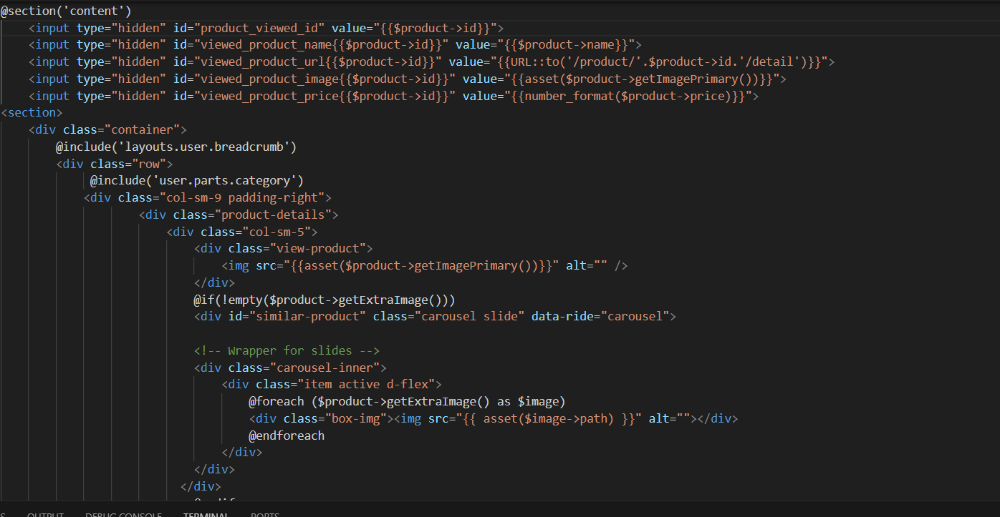 @section('content')
<input type="hidden" id="product_viewed_id" value="{{$product->id}}">
<input type="hidden" id="viewed_product_name{{$product->id}}" value="{{$product->name}}">
<input type="hidden" id="viewed_product_url{{$product->id}}" value="{{URL::to('/product/'.$product->id.'/detail')}}">
<input type="hidden" id="viewed_product_image{{$product->id}}" value="{{asset($product->getImagePrimary())}}">
<input type="hidden" id="viewed_product_price{{$product->id}}" value="{{number_format($product->price)}}">
<section>
<div class="container">
@include('layouts.user.breadcrumb')
<div class="row">
@include('user.parts.category')
<div class="col-sm-9 padding-right">
<div class="product-details">
<div class="col-sm-5">
<div class="view-product">
<img src="{{asset($product->getImagePrimary())}}" alt="" />
</div>
@if(!empty($product->getExtraImage()))
<div id="similar-product" class="carousel slide" data-ride="carousel">
<!-- Wrapper for slides -->
<div class="carousel-inner">
<div class="item active d-flex">
@foreach ($product->getExtraImage() as $image)
<div class="box-img"><img src="{{ asset($image->path) }}" alt=""></div>
@endforeach
</div>
</div>
</div>
OUTPUT DEBUG CONSOLE TERMINAL PORTS